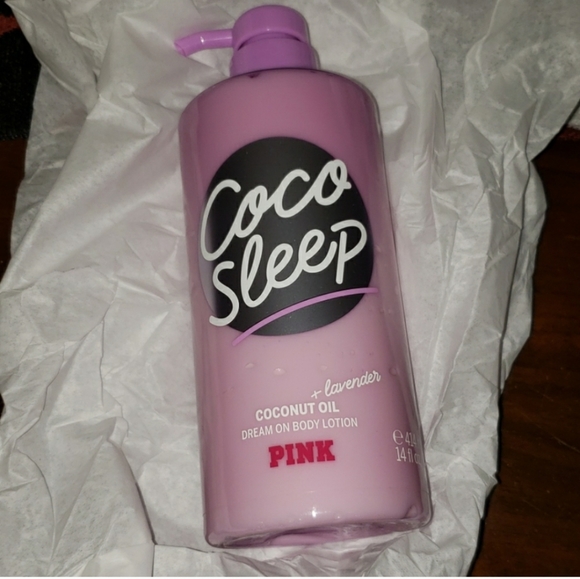 Coco
Sleep
+ lavender
COCONUT OIL
DREAM ON BODY LOTION
PINK
℮
14 fl